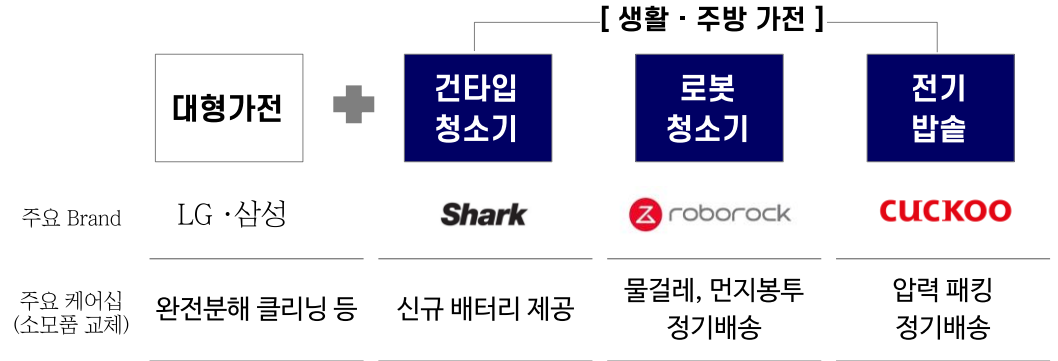 [ 생활 · 주방 가전 ]
대형가전
건타입
청소기
로봇
청소기
전기
밥솥
주요 Brand
LG ·삼성
Shark
roborock
CUCKOO
주요 케어십
(소모품 교체)
완전분해 클리닝 등
신규 배터리 제공
물걸레, 먼지봉투
정기배송
압력 패킹
정기배송